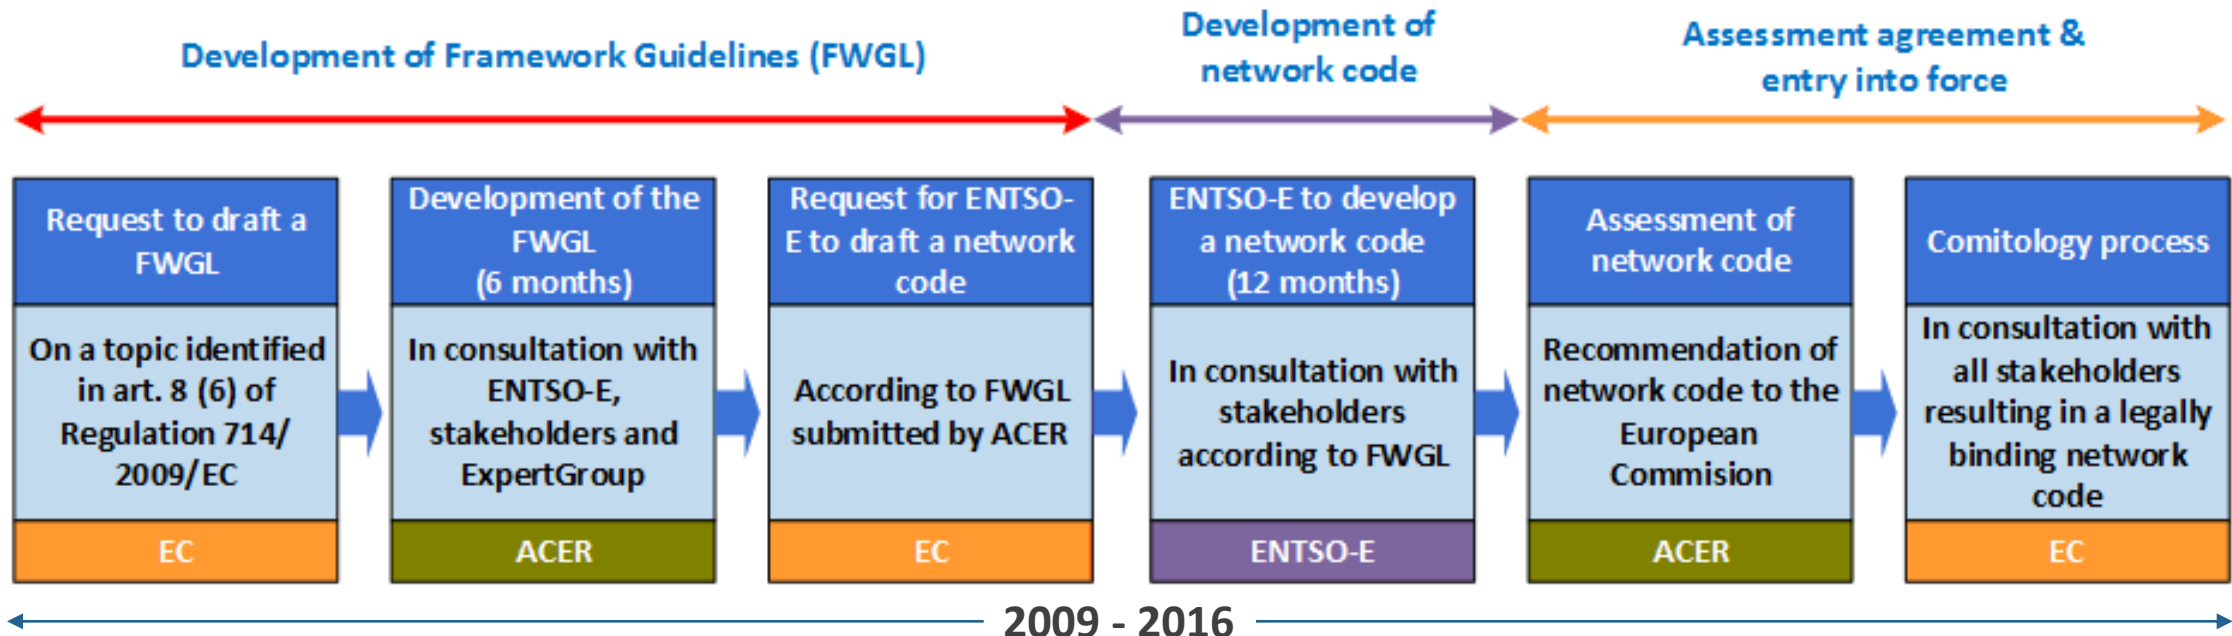 Development of Framework Guidelines (FWGL)
Development of
network code
Assessment agreement &
entry into force
Request to draft a
FWGL
On a topic identified
in art. 8 (6) of
Regulation 714/
2009/EC
EC
Development of the
FWGL
(6 months)
In consultation with
ENTSO-E,
stakeholders and
ExpertGroup
ACER
Request for ENTSO-
E to draft a network
code
According to FWGL
submitted by ACER
EC
ENTSO-E to develop
a network code
(12 months)
In consultation with
stakeholders
according to FWGL
ENTSO-E
Assessment of
network code
Recommendation of
network code to the
European
Commision
ACER
Comitology process
In consultation with
all stakeholders
resulting in a legally
binding network
code
EC
2009 - 2016